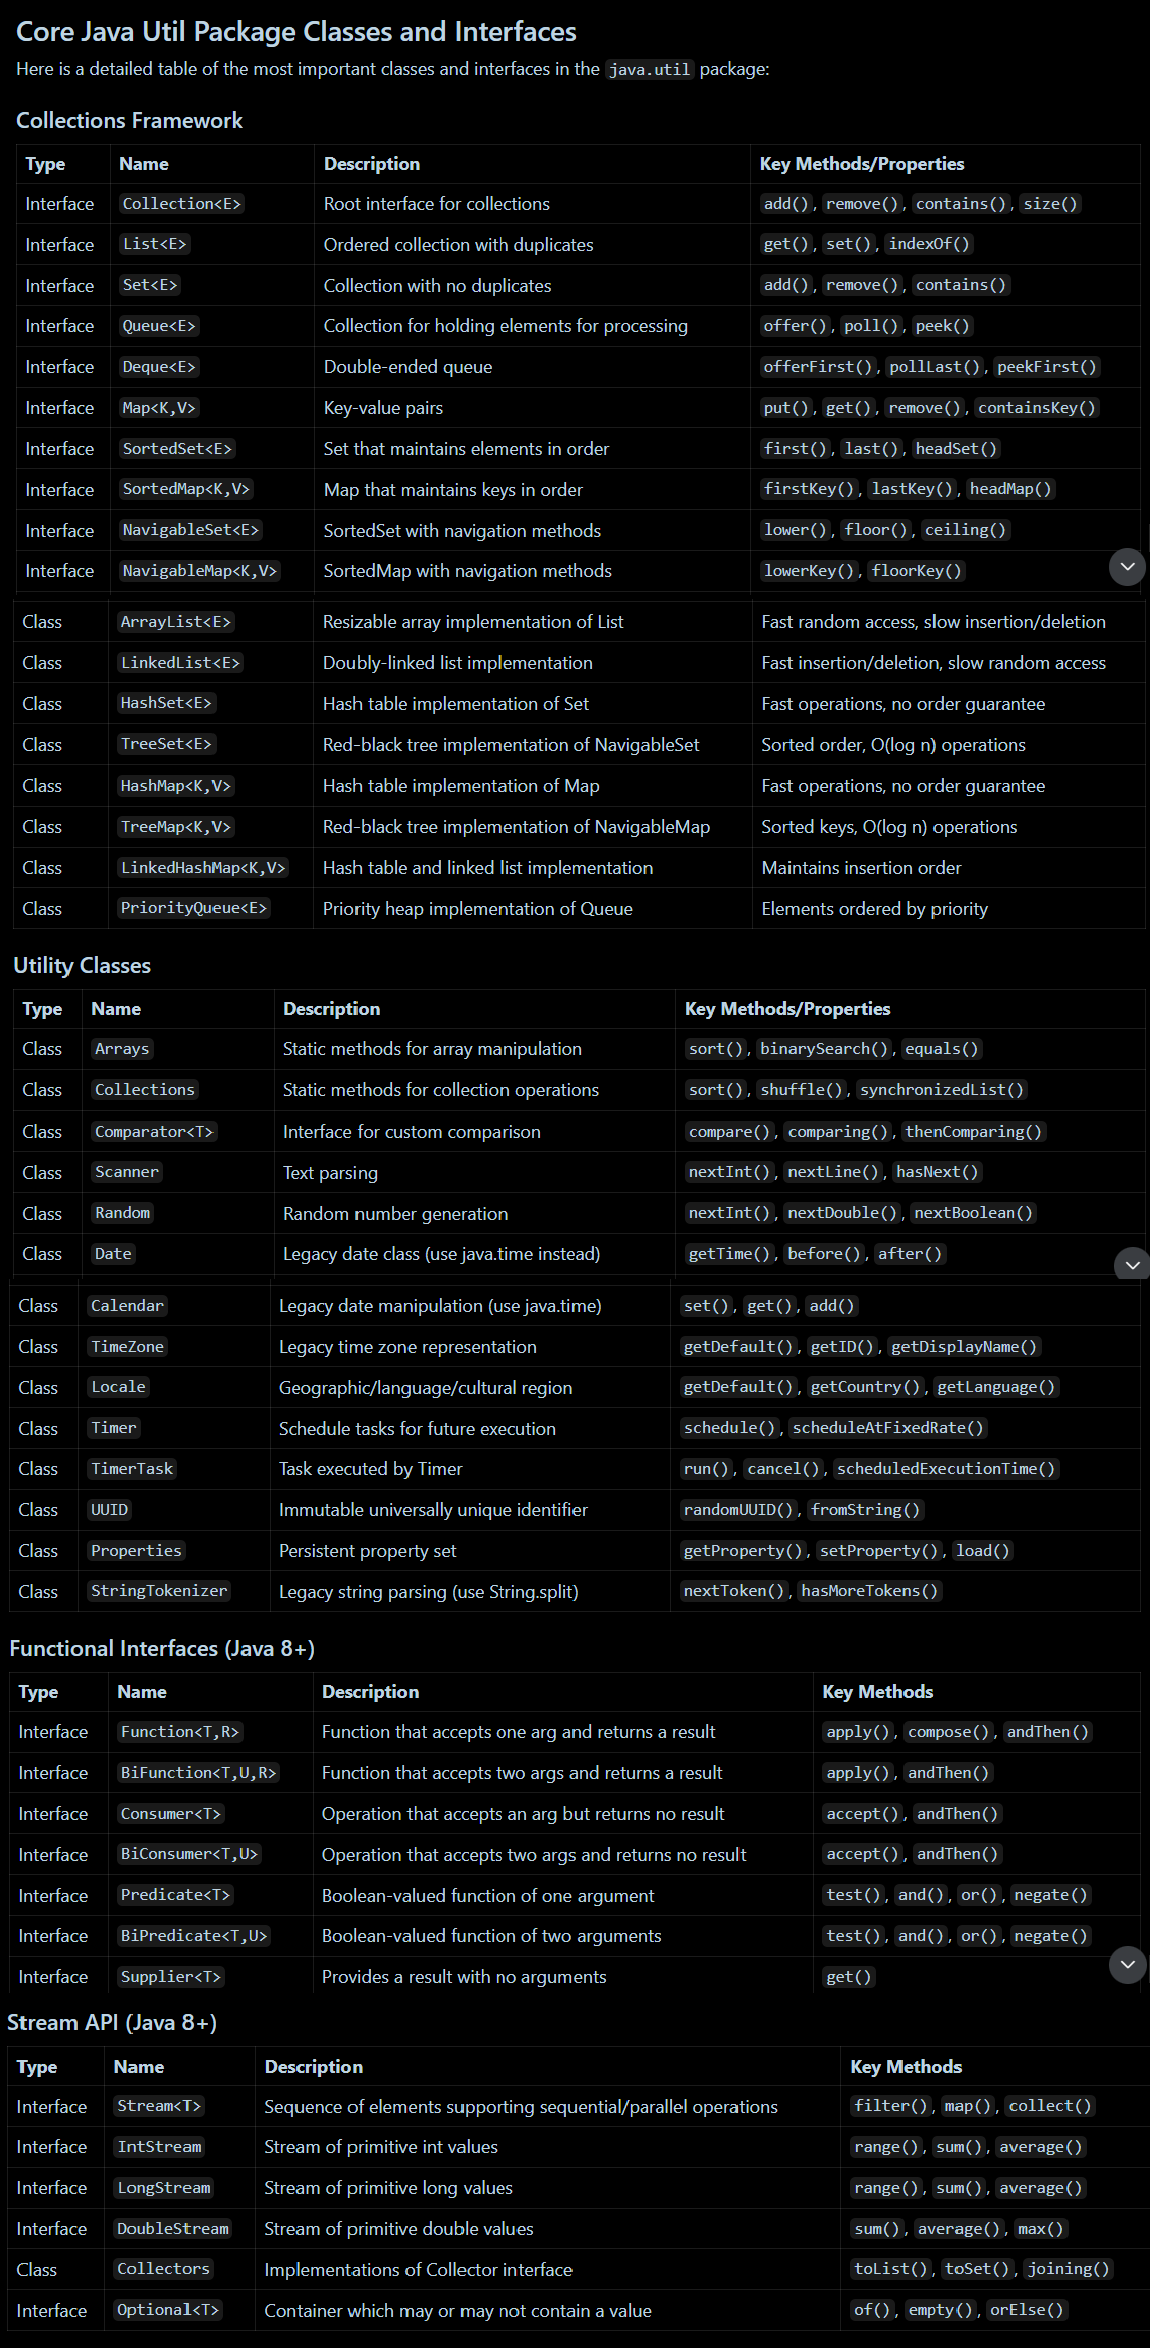 Core Java Util Package Classes and Interfaces
Here is a detailed table of the most important classes and interfaces in the java.util package:
Collections Framework
Type Name Description Key Methods/Properties
Interface Collection<E> Root interface for collections add(), remove(), contains(), size()
Interface List<E> Ordered collection with duplicates get(), set(), indexOf()
Interface Set<E> Collection with no duplicates add(), remove(), contains()
Interface Queue<E> Collection for holding elements for processing offer(), poll(), peek()
Interface Deque<E> Double-ended queue offerFirst(), pollLast(), peekFirst()
Interface Map<K,V> Key-value pairs put(), get(), remove(), containsKey()
Interface SortedSet<E> Set that maintains elements in order first(), last(), headSet()
Interface SortedMap<K,V> Map that maintains keys in order firstKey(), lastKey(), headMap()
Interface NavigableSet<E> SortedSet with navigation methods lower(), floor(), ceiling()
Interface NavigableMap<K,V> SortedMap with navigation methods lowerKey(), floorKey()
Class ArrayList<E> Resizable array implementation of List Fast random access, slow insertion/deletion
Class LinkedList<E> Doubly-linked list implementation Fast insertion/deletion, slow random access
Class HashSet<E> Hash table implementation of Set Fast operations, no order guarantee
Class TreeSet<E> Red-black tree implementation of NavigableSet Sorted order, O(log n) operations
Class HashMap<K,V> Hash table implementation of Map Fast operations, no order guarantee
Class TreeMap<K,V> Red-black tree implementation of NavigableMap Sorted keys, O(log n) operations
Class LinkedHashMap<K,V> Hash table and linked list implementation Maintains insertion order
Class PriorityQueue<E> Priority heap implementation of Queue Elements ordered by priority
Utility Classes
Type Name Description Key Methods/Properties
Class Arrays Static methods for array manipulation sort(), binarySearch(), equals()
Class Collections Static methods for collection operations sort(), shuffle(), synchronizedList()
Class Comparator<T> Interface for custom comparison compare(), comparing(), thenComparing()
Class Scanner Text parsing nextInt(), nextLine(), hasNext()
Class Random Random number generation nextInt(), nextDouble(), nextBoolean()
Class Date Legacy date class (use java.time instead) getTime(), before(), after()
Class Calendar Legacy date manipulation (use java.time) set(), get(), add()
Class TimeZone Legacy time zone representation getDefault(), getID(), getDisplayName()
Class Locale Geographic/language/cultural region getDefault(), getCountry(), getLanguage()
Class Timer Schedule tasks for future execution schedule(), scheduleAtFixedRate()
Class TimerTask Task executed by Timer run(), cancel(), scheduledExecutionTime()
Class UUID Immutable universally unique identifier randomUUID(), fromString()
Class Properties Persistent property set getProperty(), setProperty(), load()
Class StringTokenizer Legacy string parsing (use String.split) nextToken(), hasMoreTokens()
Functional Interfaces (Java 8+)
Type Name Description Key Methods
Interface Function<T,R> Function that accepts one arg and returns a result apply(), compose(), andThen()
Interface BiFunction<T,U,R> Function that accepts two args and returns a result apply(), andThen()
Interface Consumer<T> Operation that accepts an arg but returns no result accept(), andThen()
Interface BiConsumer<T,U> Operation that accepts two args and returns no result accept(), andThen()
Interface Predicate<T> Boolean-valued function of one argument test(), and(), or(), negate()
Interface BiPredicate<T,U> Boolean-valued function of two arguments test(), and(), or(), negate()
Interface Supplier<T> Provides a result with no arguments get()
Stream API (Java 8+)
Type Name Description Key Methods
Interface Stream<T> Sequence of elements supporting sequential/parallel operations filter(), map(), collect()
Interface IntStream Stream of primitive int values range(), sum(), average()
Interface LongStream Stream of primitive long values range(), sum(), average()
Interface DoubleStream Stream of primitive double values sum(), average(), max()
Class Collectors Implementations of Collector interface toList(), toSet(), joining()
Interface Optional<T> Container which may or may not contain a value of(), empty(), orElse()